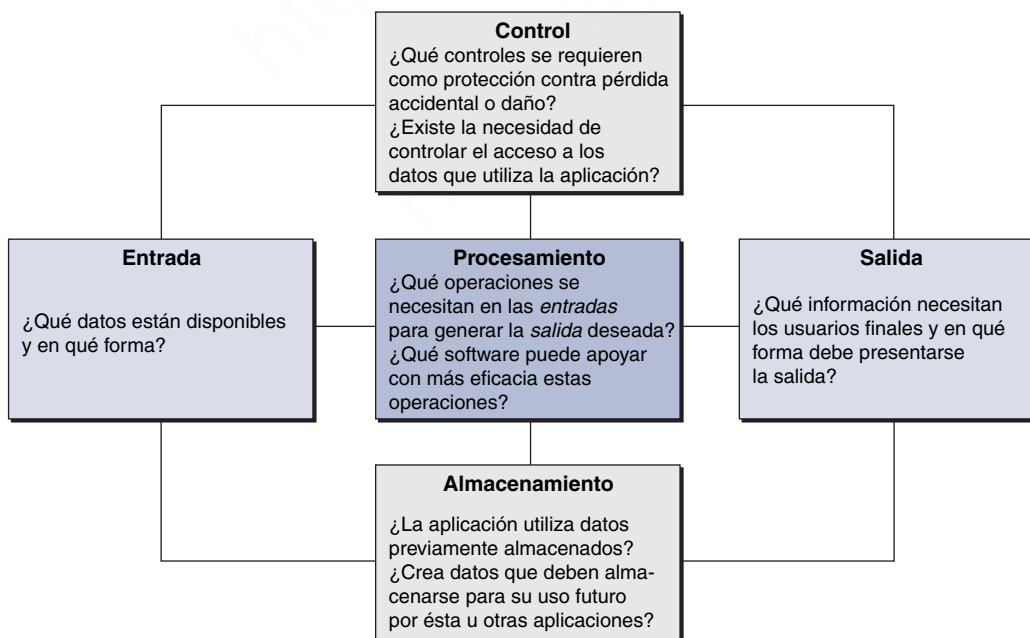 Control
¿Qué controles se requieren
como protección contra pérdida
accidental o daño?
¿Existe la necesidad de
controlar el acceso a los
datos que utiliza la aplicación?
Entrada
¿Qué datos están disponibles
y en qué forma?
Procesamiento
¿Qué operaciones se
necesitan en las entradas
para generar la salida deseada?
¿Qué software puede apoyar
con más eficacia estas
operaciones?
Salida
¿Qué información necesitan
los usuarios finales y en qué
forma debe presentarse
la salida?
Almacenamiento
¿La aplicación utiliza datos
previamente almacenados?
¿Crea datos que deben alma-
cenarse para su uso futuro
por ésta u otras aplicaciones?